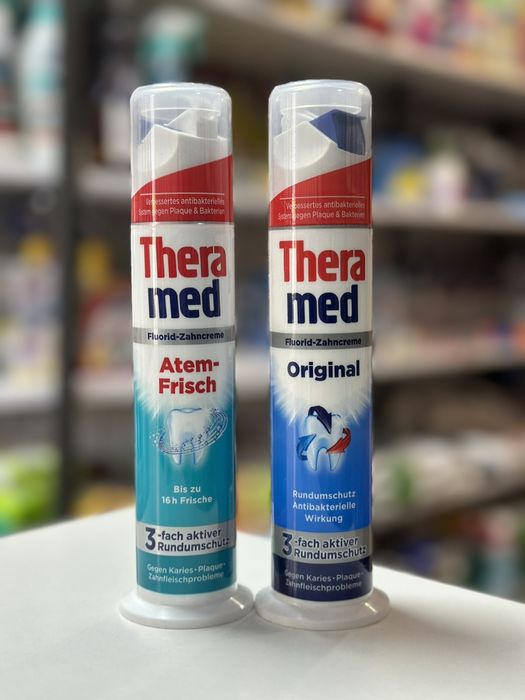 Verbessertes antibakterielles
System gegen Plaque & Bakterien
Thera
med
Fluorid-Zahncreme
Atem-
Frisch
Bis zu
16h Frische
3-fach aktiver
Rundumschutz
Gegen Karies • Plaque •
Zahnfleischprobleme
Verbessertes antibakterielles
System gegen Plaque & Bakterien
Thera
med
Fluorid-Zahncreme
Original
Rundumschutz
Antibakterielle
Wirkung
3-fach aktiver
Rundumschutz
Gegen Karies • Plaque •
Zahnfleischprobleme